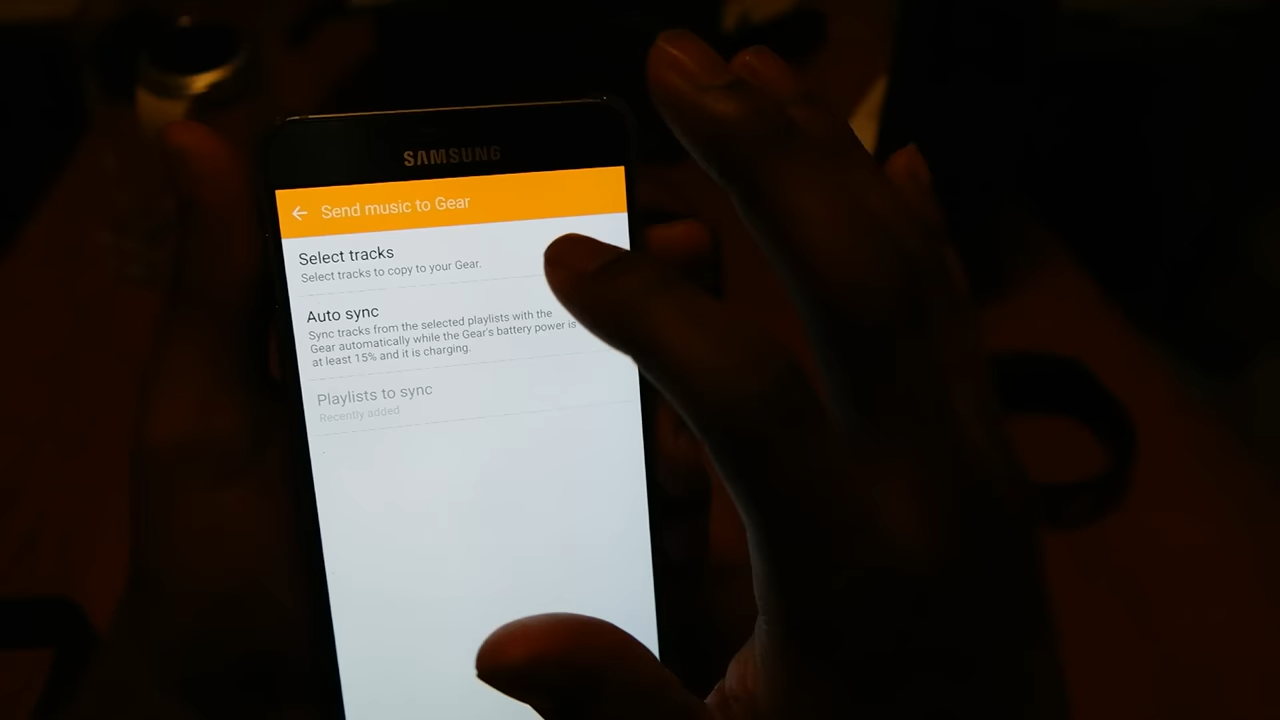 SAMSUNG
Send music to Gear
Select tracks
Select tracks to copy to your Gear.
Auto sync
Sync tracks from the selected playlists with the
Gear automatically while the Gear's battery power is
at least 15% and it is charging.
Playlists to sync
Recently added